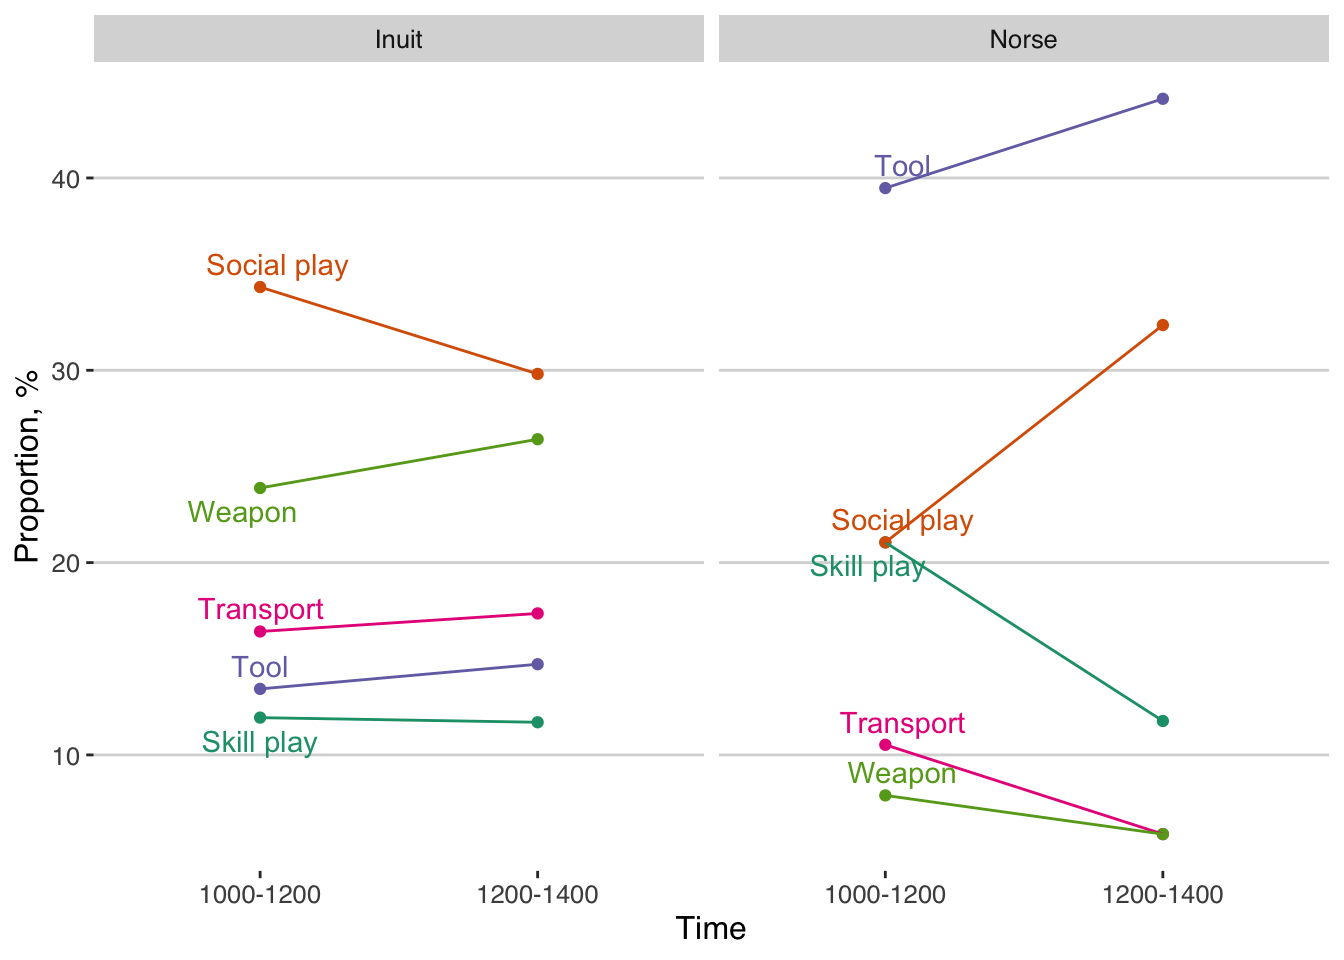 Inuit
Norse
Proportion, %
40
30
20
10
Social play
Weapon
Transport
Tool
Skill play
Tool
Social play
Skill play
Transport
Weapon
1000-1200
1200-1400
1000-1200
1200-1400
Time